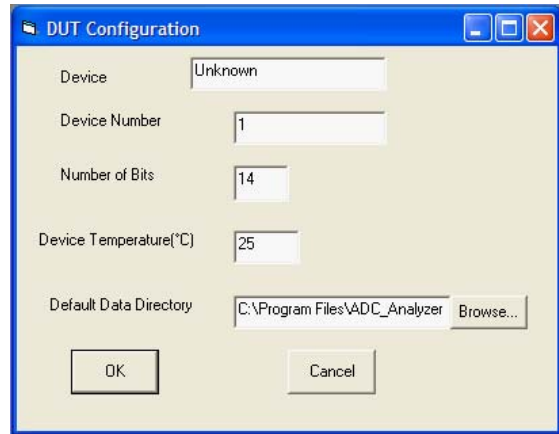 DUT Configuration
Device Unknown
Device Number 1
Number of Bits 14
Device Temperature(°C) 25
Default Data Directory C:\Program Files\ADC_Analyzer Browse...
OK Cancel